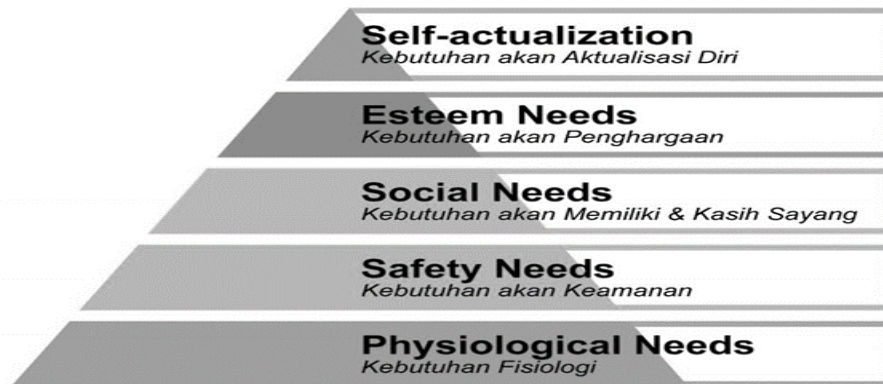 Self-actualization
Kebutuhan akan Aktualisasi Diri
Esteem Needs
Kebutuhan akan Penghargaan
Social Needs
Kebutuhan akan Memiliki & Kasih Sayang
Safety Needs
Kebutuhan akan Keamanan
Physiological Needs
Kebutuhan Fisiologi